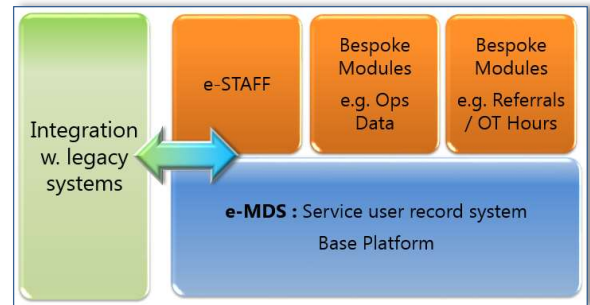 Integration
w. legacy
systems
e-STAFF
Bespoke
Modules
e.g. Ops
Data
Bespoke
Modules
e.g. Referrals
/ OT Hours
e-MDS : Service user record system
Base Platform